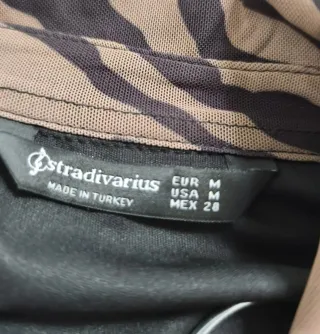 stradivarius
MADE IN TURKEY
EUR M
USA M
MEX 28